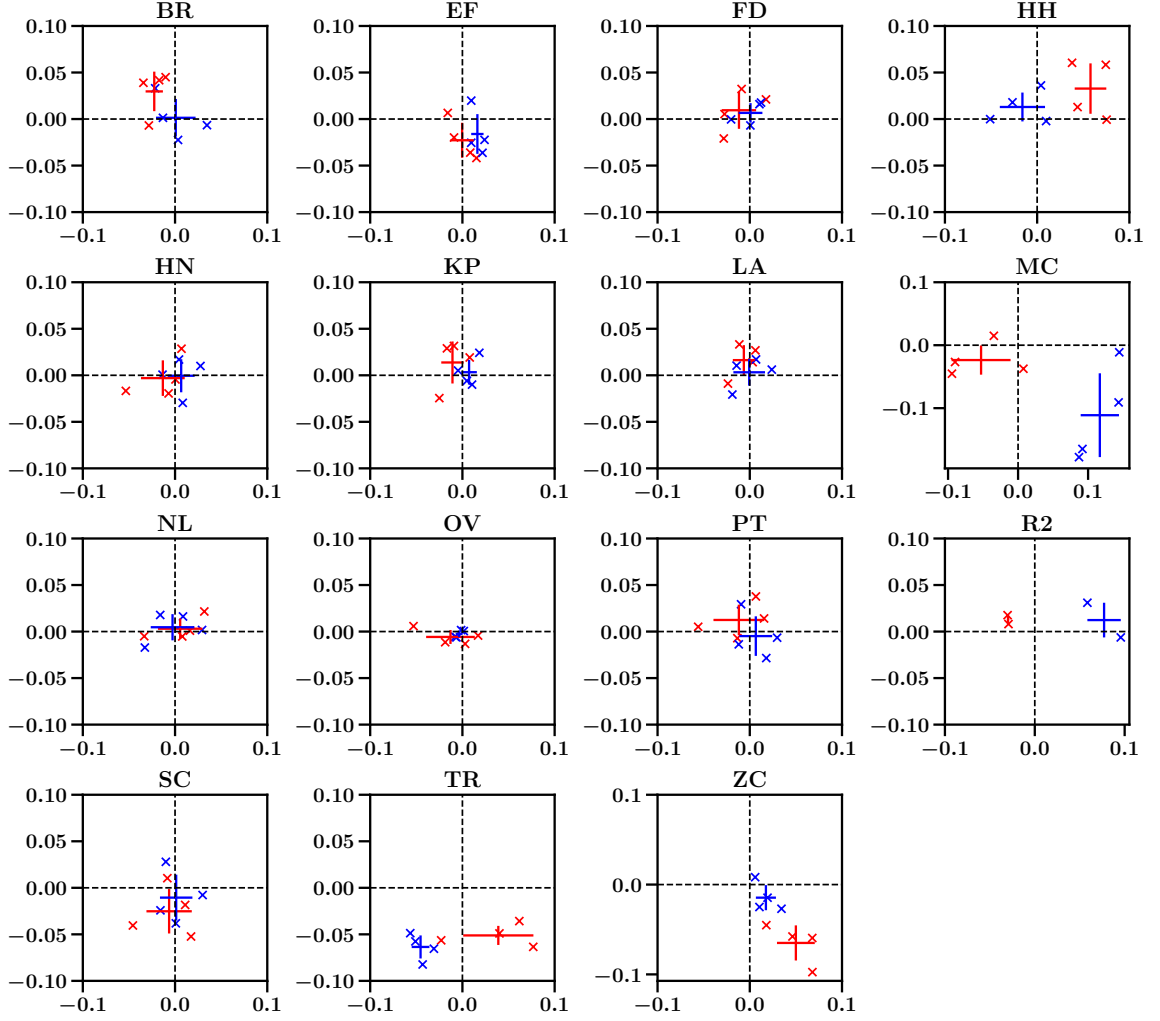 BR EF FD HH
0.10 0.10 0.10 0.10
0.05 0.05 0.05 0.05
0.00 0.00 0.00 0.00
−0.05 −0.05 −0.05 −0.05
−0.10 −0.10 −0.10 −0.10
−0.1 0.0 0.1 −0.1 0.0 0.1 −0.1 0.0 0.1 −0.1 0.0 0.1
HN KP LA MC
0.10 0.10 0.10 0.1
0.05 0.05 0.05 0.0
0.00 0.00 0.00 −0.1
−0.05 −0.05 −0.05
−0.10 −0.10 −0.10
−0.1 0.0 0.1 −0.1 0.0 0.1 −0.1 0.0 0.1 −0.1 0.0 0.1
NL OV PT R2
0.10 0.10 0.10 0.10
0.05 0.05 0.05 0.05
0.00 0.00 0.00 0.00
−0.05 −0.05 −0.05 −0.05
−0.10 −0.10 −0.10 −0.10
−0.1 0.0 0.1 −0.1 0.0 0.1 −0.1 0.0 0.1 −0.1 0.0 0.1
SC TR ZC
0.10 0.10 0.1
0.05 0.05
0.00 0.00 0.0
−0.05 −0.05
−0.10 −0.10 −0.1
−0.1 0.0 0.1 −0.1 0.0 0.1 −0.1 0.0 0.1